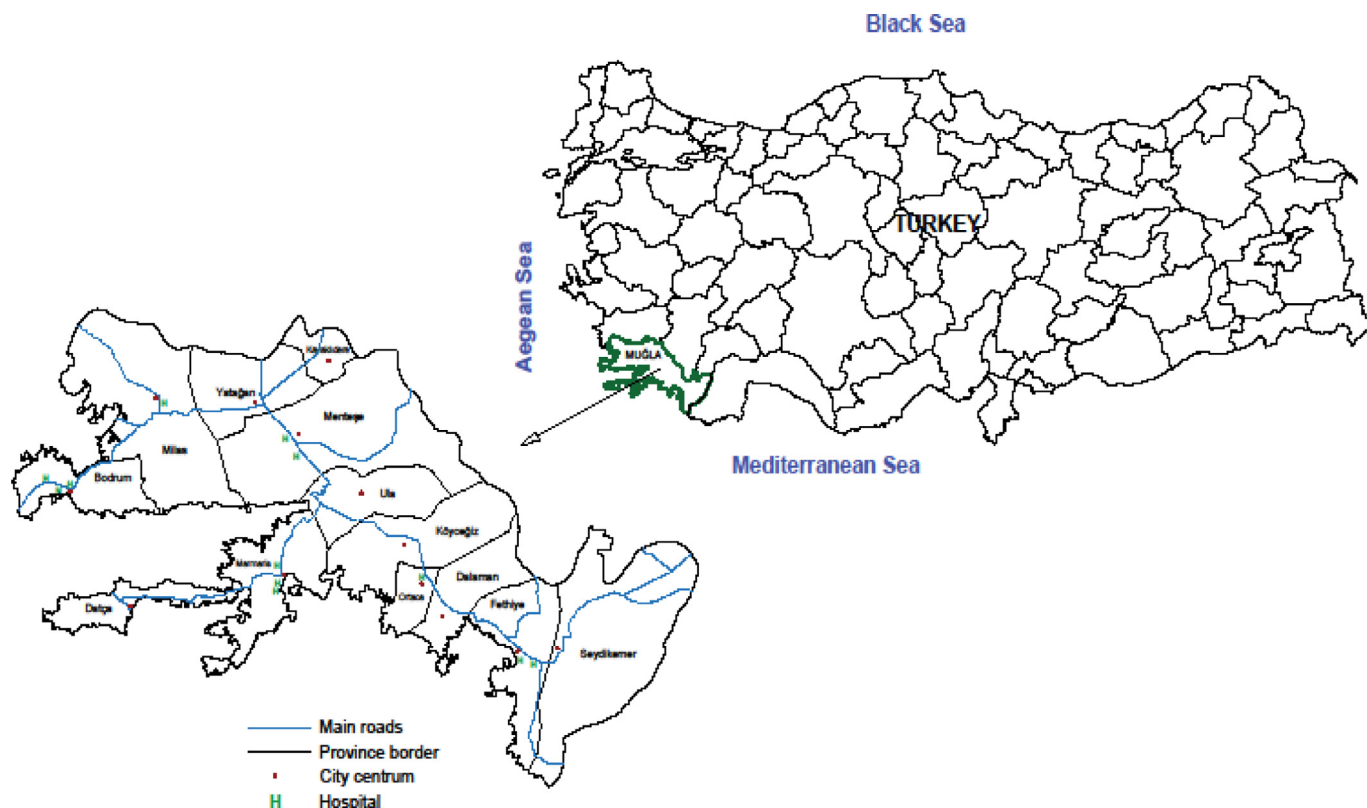 Black Sea
TURKEY
Aegean Sea
MUĞLA
Mediterranean Sea
Kavaklıdere
Yatağan
Menteşe
Milas
Bodrum
Ula
Köyceğiz
Marmaris
Dalaman
Ortaca
Fethiye
Datça
Seydikemer
H
H
H
H
H
H
H
H
H
H
H
H
Main roads
Province border
City centrum
H Hospital